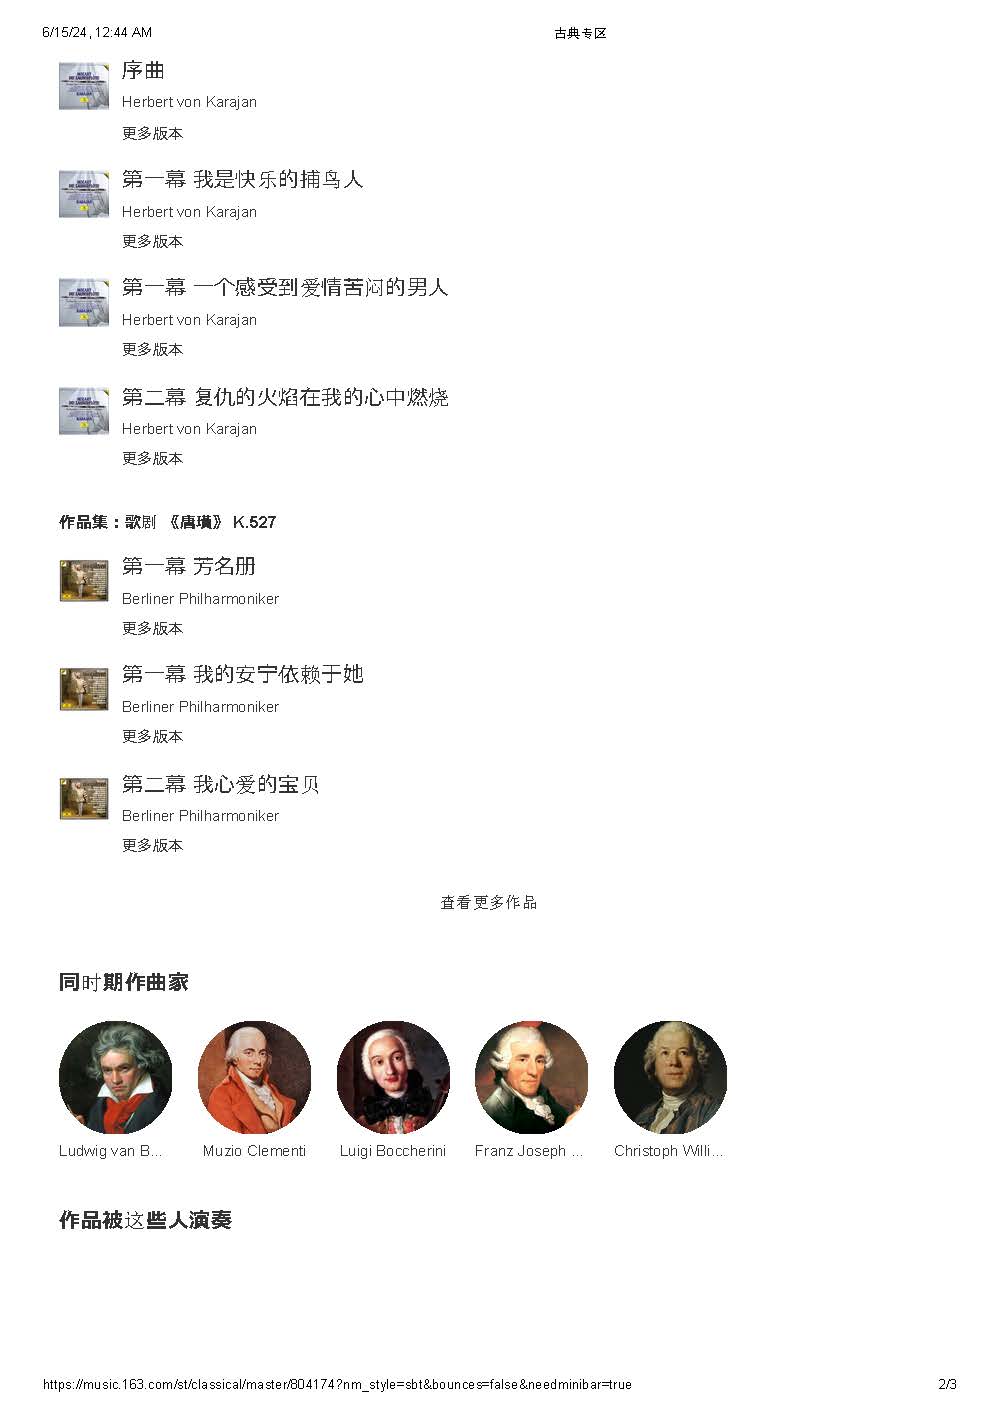 6/15/24, 12:44 AM
古典专区
序曲
Herbert von Karajan
更多版本
第一幕 我是快乐的捕鸟人
Herbert von Karajan
更多版本
第一幕 一个感受到爱情苦闷的男人
Herbert von Karajan
更多版本
第二幕 复仇的火焰在我的心中燃烧
Herbert von Karajan
更多版本
作品集：歌剧 《唐璜》 K.527
第一幕 芳名册
Berliner Philharmoniker
更多版本
第一幕 我的安宁依赖于她
Berliner Philharmoniker
更多版本
第二幕 我心爱的宝贝
Berliner Philharmoniker
更多版本
查看更多作品
同时期作曲家
Ludwig van B...
Muzio Clementi
Luigi Boccherini
Franz Joseph ...
Christoph Willi...
作品被这些人演奏
https://music.163.com/st/classical/master/804174?nm_style=sbt&bounces=false&needminibar=true
2/3